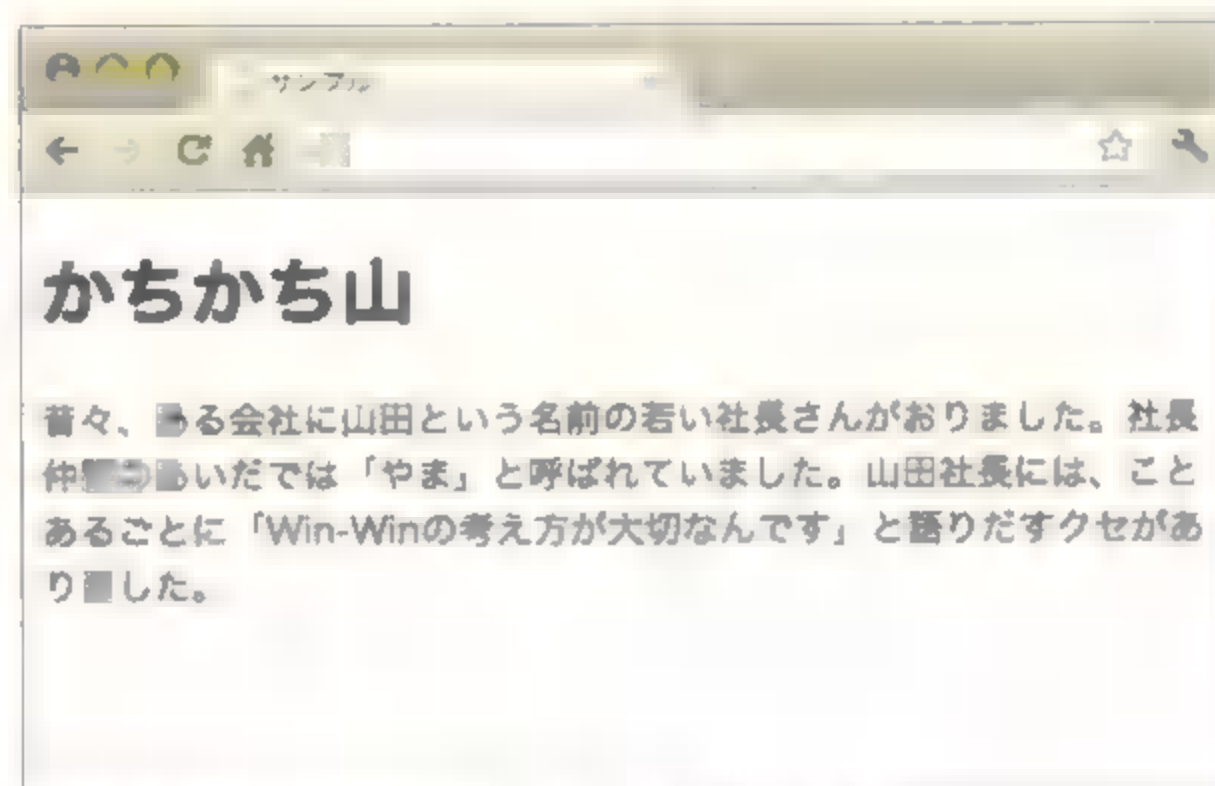 サンプル
かちかち山
昔々、ある会社に山田という名前の若い社長さんがおりました。社長
仲 いだでは「やま」と呼ばれていました。山田社長には、こと
あるごとに「Win-Winの考え方が大切なんです」と語りだすクセがあ
りました。